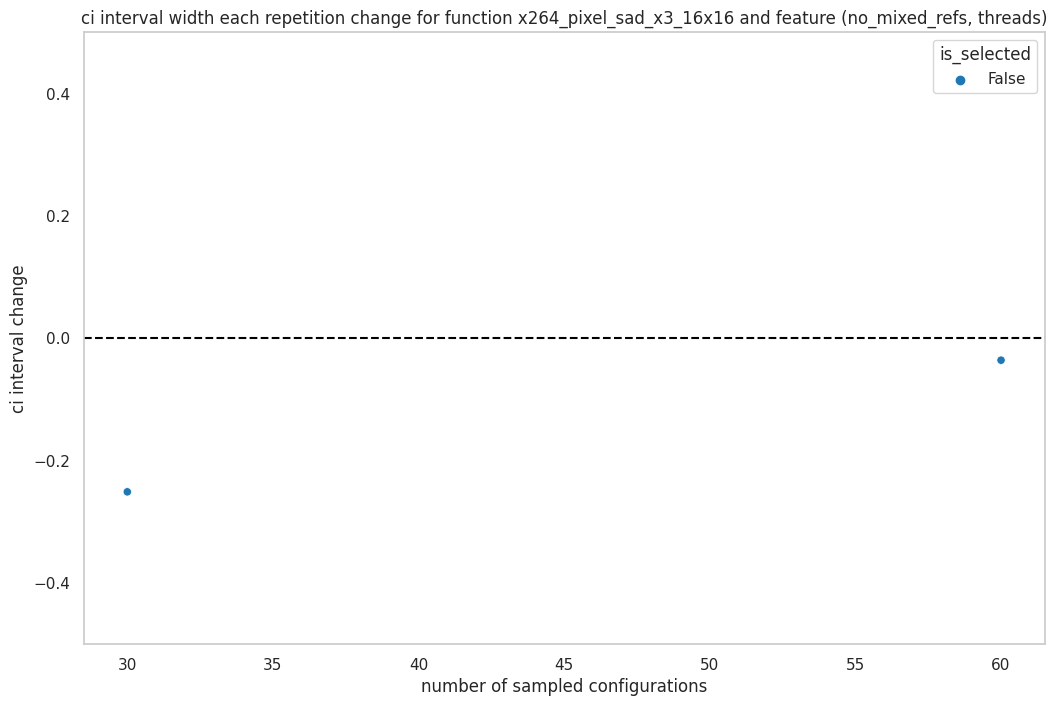 ci interval width each repetition change for function x264_pixel_sad_x3_16x16 and feature (no_mixed_refs, threads)
is_selected
False
0.4
0.2
0.0
−0.2
−0.4
ci interval change
30 35 40 45 50 55 60
number of sampled configurations